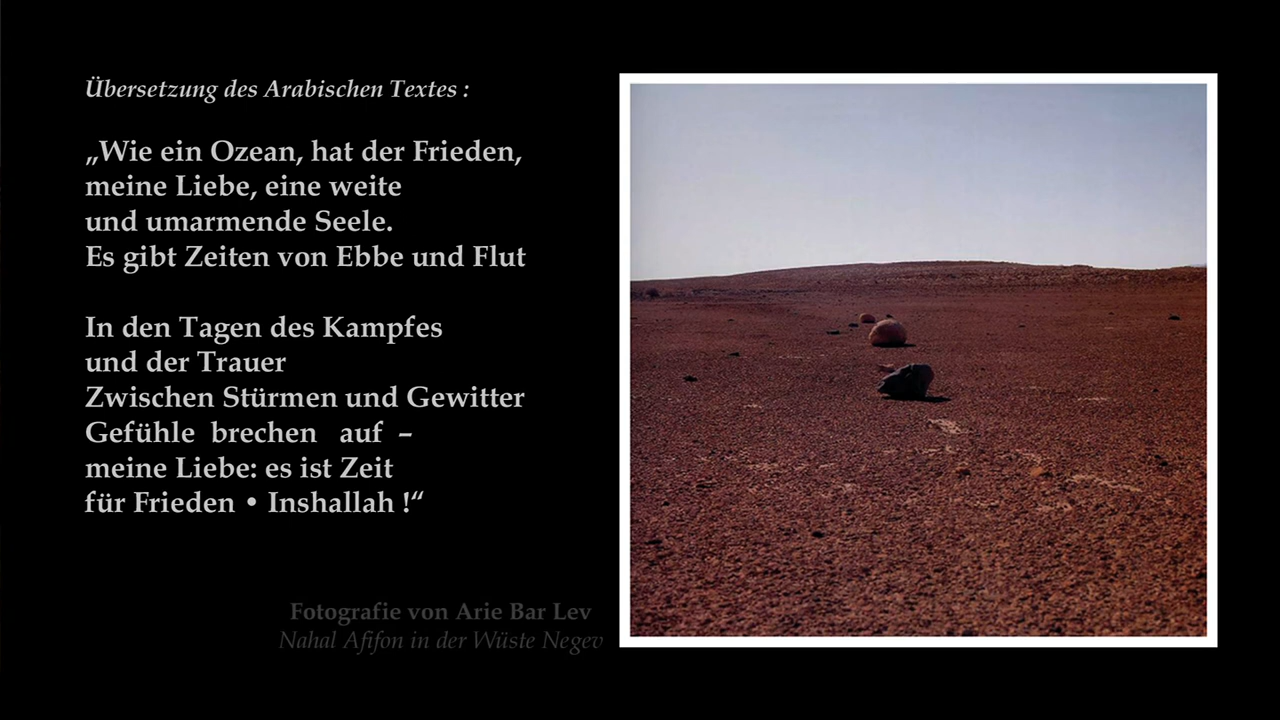 Übersetzung des Arabischen Textes :
„Wie ein Ozean, hat der Frieden,
meine Liebe, eine weite
und umarmende Seele.
Es gibt Zeiten von Ebbe und Flut
In den Tagen des Kampfes
und der Trauer
Zwischen Stürmen und Gewitter
Gefühle brechen auf –
meine Liebe: es ist Zeit
für Frieden • Inshallah !“
Fotografie von Arie Bar Lev
Nahal Afifon in der Wüste Negev